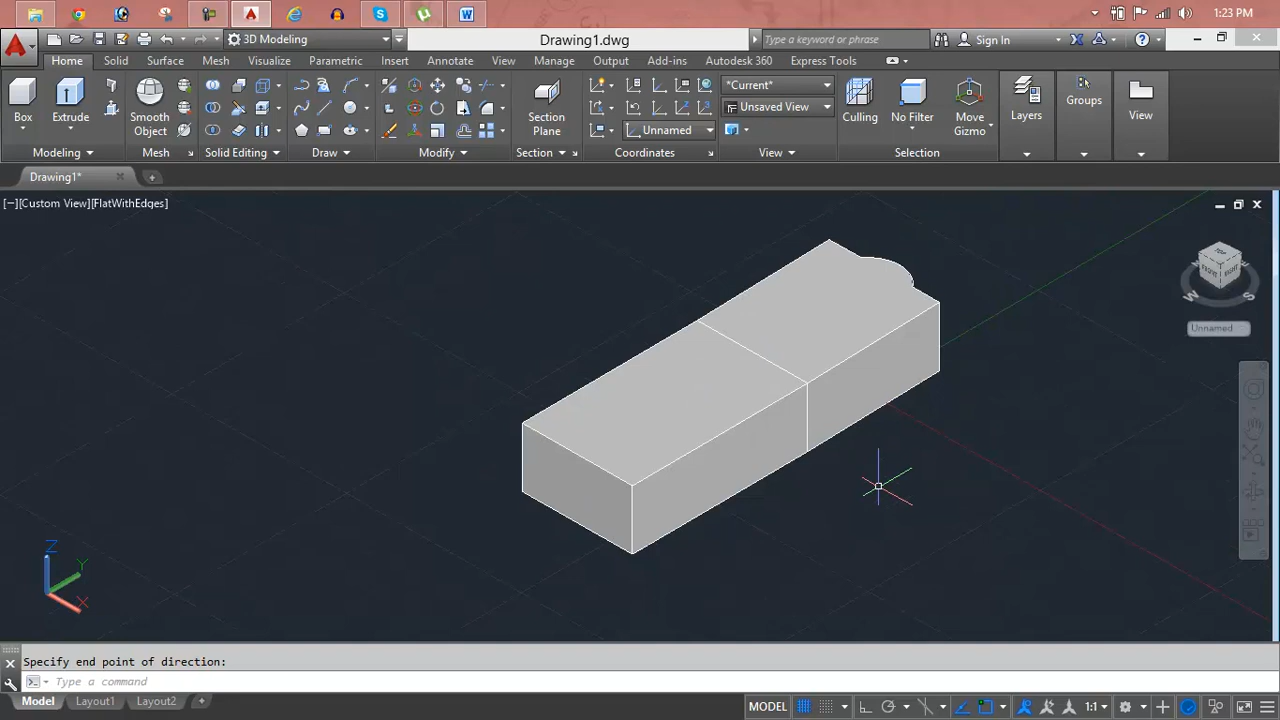 1:23 PM
3D Modeling
Drawing1.dwg
Type a keyword or phrase
Sign In
Home Solid Surface Mesh Visualize Parametric Insert Annotate View Manage Output Add-ins Autodesk 360 Express Tools
Box
Extrude
Smooth
Object
Section
Plane
*Current*
Unsaved View
Unnamed
Culling
No Filter
Move
Gizmo
Layers
Groups
View
Modeling
Mesh
Solid Editing
Draw
Modify
Section
Coordinates
View
Selection
Drawing1*
[−][Custom View][FlatWithEdges]
TOP
FRONT
RIGHT
W
S
Unnamed
Z
Y
X
Specify end point of direction:
Type a command
Model Layout1 Layout2
MODEL
1:1